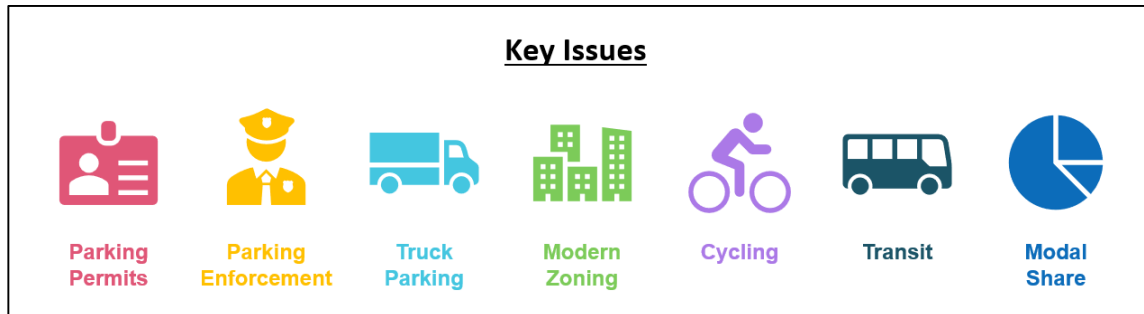 Key Issues
Parking
Permits
Parking
Enforcement
Truck
Parking
Modern
Zoning
Cycling
Transit
Modal
Share